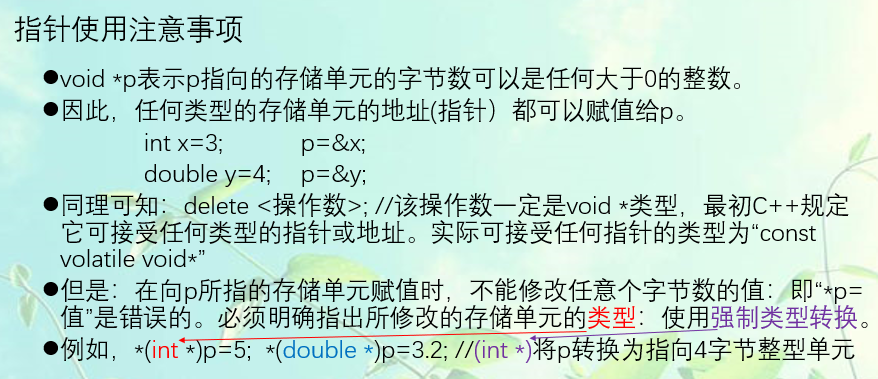 指针使用注意事项
●void *p表示p指向的存储单元的字节数可以是任何大于0的整数。
●因此，任何类型的存储单元的地址(指针）都可以赋值给p。
int x=3; p=&x;
double y=4; p=&y;
●同理可知：delete <操作数>; //该操作数一定是void *类型，最初C++规定
它可接受任何类型的指针或地址。实际可接受任何指针的类型为“const
volatile void*”
●但是：在向p所指的存储单元赋值时，不能修改任意个字节数的值：即“*p=
值”是错误的。必须明确指出所修改的存储单元的类型：使用强制类型转换。
●例如，*(int *)p=5; *(double *)p=3.2; //(int *)将p转换为指向4字节整型单元